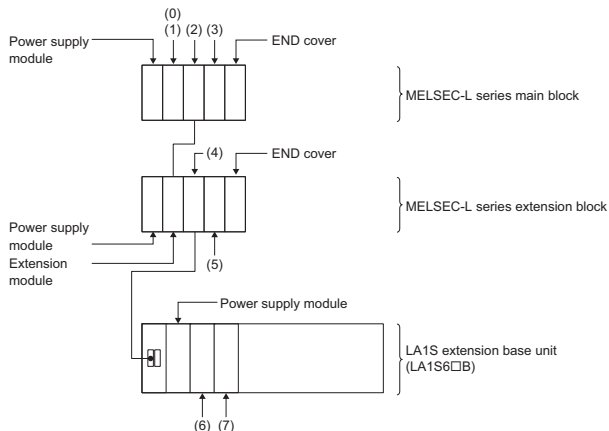 (0)
(1) (2) (3)
Power supply
module
END cover
MELSEC-L series main block
(4)
END cover
MELSEC-L series extension block
Power supply
module
Extension
module
(5)
Power supply module
LA1S extension base unit
(LA1S6□B)
(6) (7)